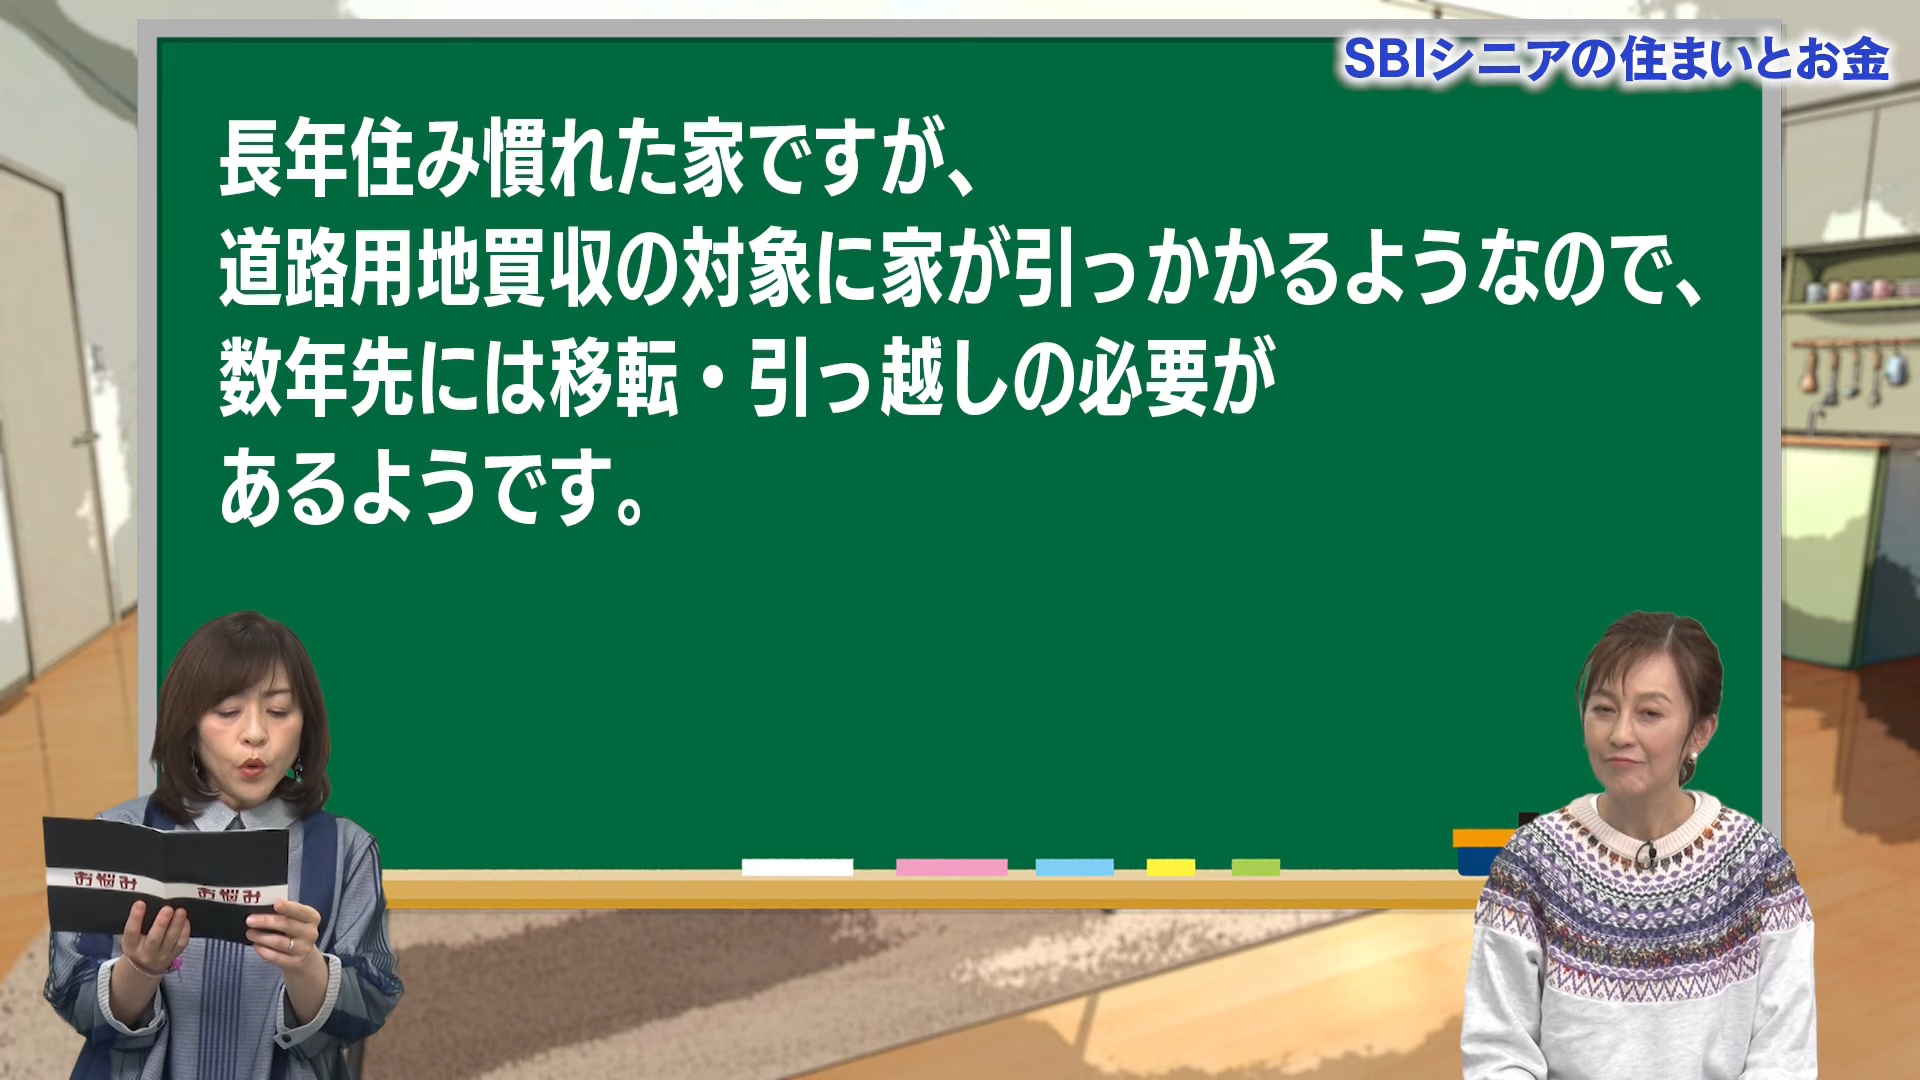 SBIシニアの住まいとお金
長年住み慣れた家ですが、
道路用地買収の対象に家が引っかかるようなので、
数年先には移転・引っ越しの必要が
あるようです。
お悩み
お悩み